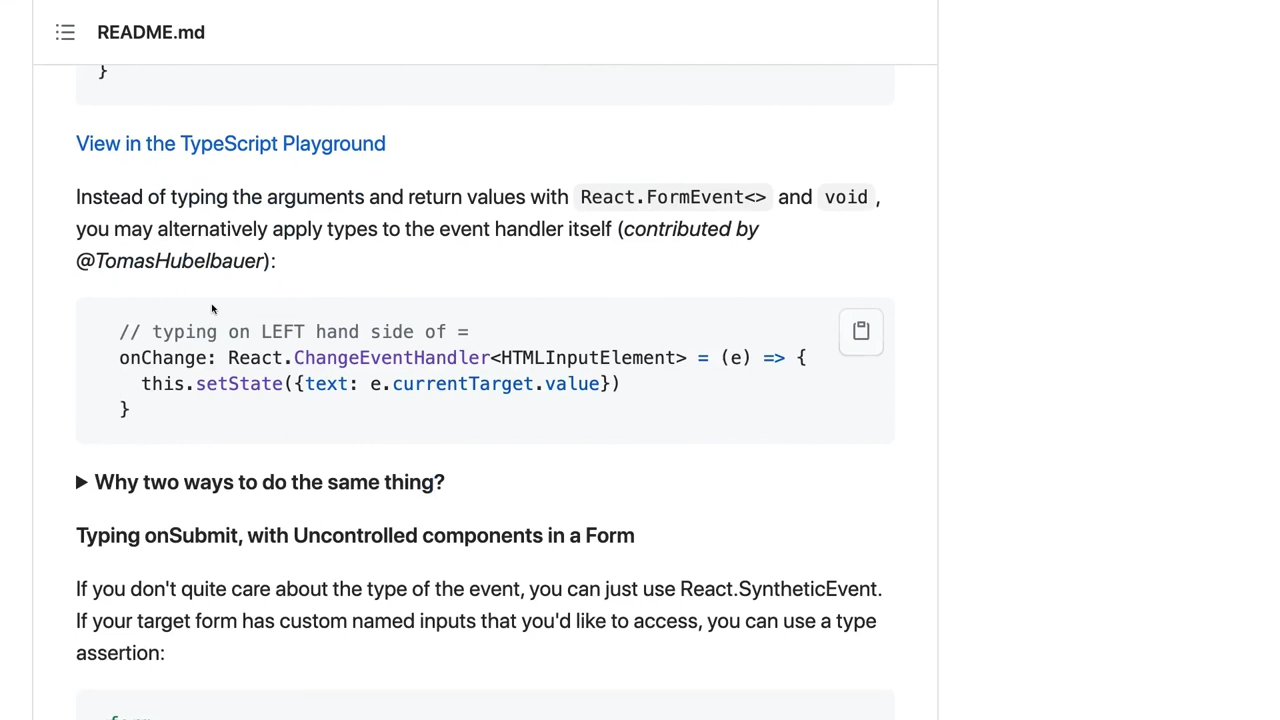 README.md
}
View in the TypeScript Playground
Instead of typing the arguments and return values with React.FormEvent<> and void ,
you may alternatively apply types to the event handler itself (contributed by
@TomasHubelbauer):
// typing on LEFT hand side of =
onChange: React.ChangeEventHandler<HTMLInputElement> = (e) => {
this.setState({text: e.currentTarget.value})
}
Why two ways to do the same thing?
Typing onSubmit, with Uncontrolled components in a Form
If you don't quite care about the type of the event, you can just use React.SyntheticEvent.
If your target form has custom named inputs that you'd like to access, you can use a type
assertion: